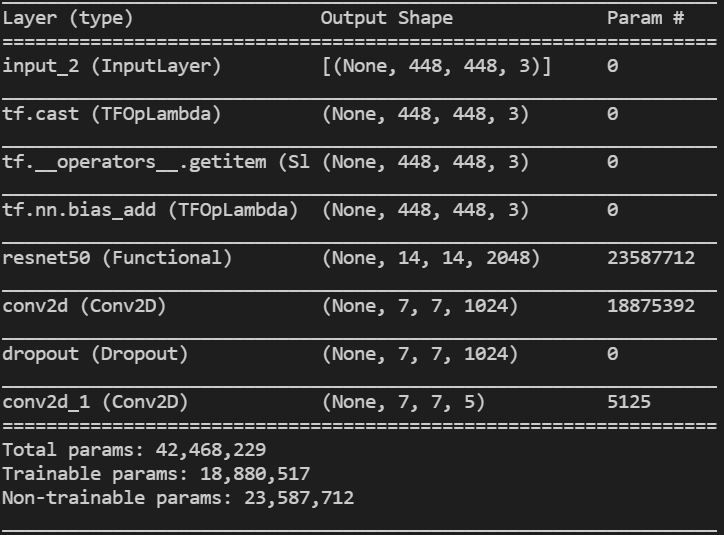 Layer (type) Output Shape Param #
=================================================================
input_2 (InputLayer) [(None, 448, 448, 3)] 0
_________________________________________________________________
tf.cast (TFOpLambda) (None, 448, 448, 3) 0
_________________________________________________________________
tf.__operators__.getitem (Sl (None, 448, 448, 3) 0
_________________________________________________________________
tf.nn.bias_add (TFOpLambda) (None, 448, 448, 3) 0
_________________________________________________________________
resnet50 (Functional) (None, 14, 14, 2048) 23587712
_________________________________________________________________
conv2d (Conv2D) (None, 7, 7, 1024) 18875392
_________________________________________________________________
dropout (Dropout) (None, 7, 7, 1024) 0
_________________________________________________________________
conv2d_1 (Conv2D) (None, 7, 7, 5) 5125
=================================================================
Total params: 42,468,229
Trainable params: 18,880,517
Non-trainable params: 23,587,712
_________________________________________________________________